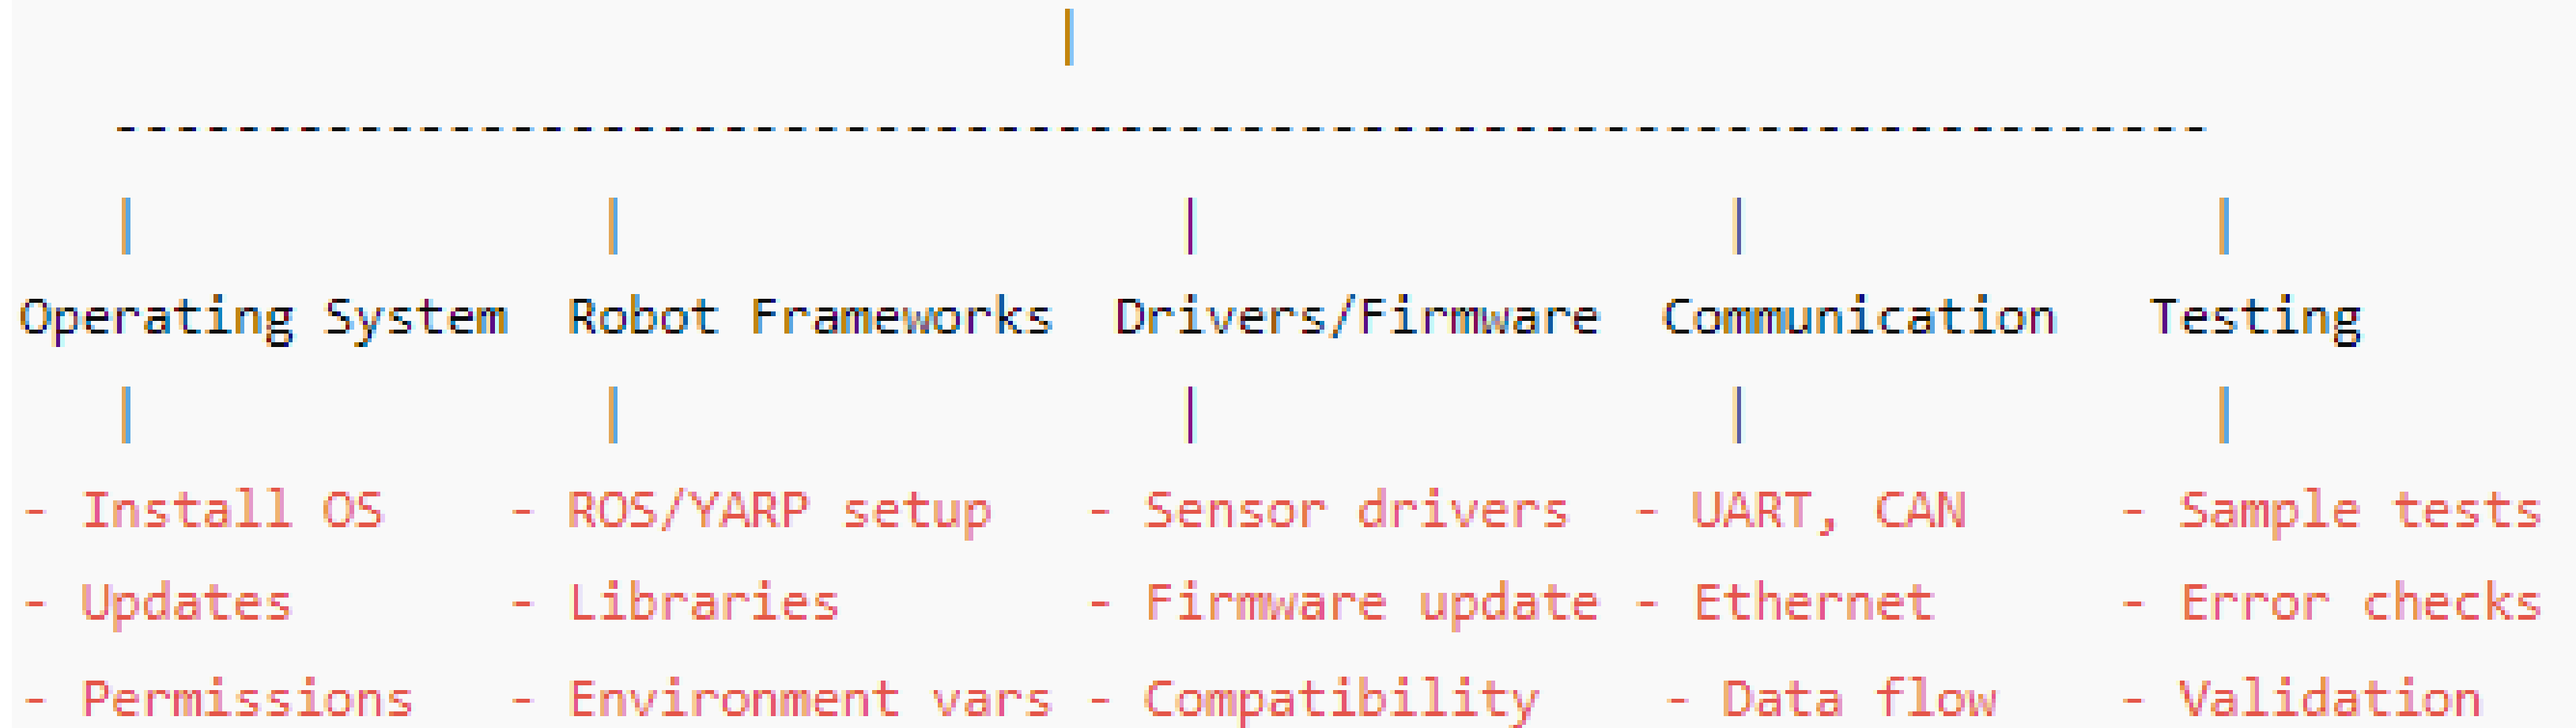 |
------------------------------------------------------------------------
| | | | |
Operating System Robot Frameworks Drivers/Firmware Communication Testing
| | | | |
- Install OS - ROS/YARP setup - Sensor drivers - UART, CAN - Sample tests
- Updates - Libraries - Firmware update - Ethernet - Error checks
- Permissions - Environment vars - Compatibility - Data flow - Validation